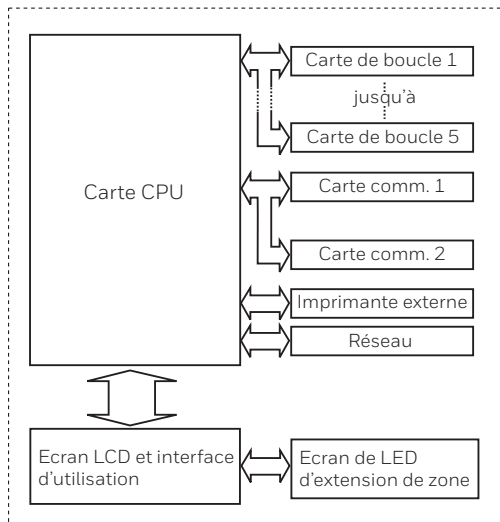 Carte de boucle 1
jusqu'à
Carte de boucle 5
Carte CPU
Carte comm. 1
Carte comm. 2
Imprimante externe
Réseau
Ecran LCD et interface
d'utilisation
Ecran de LED
d'extension de zone